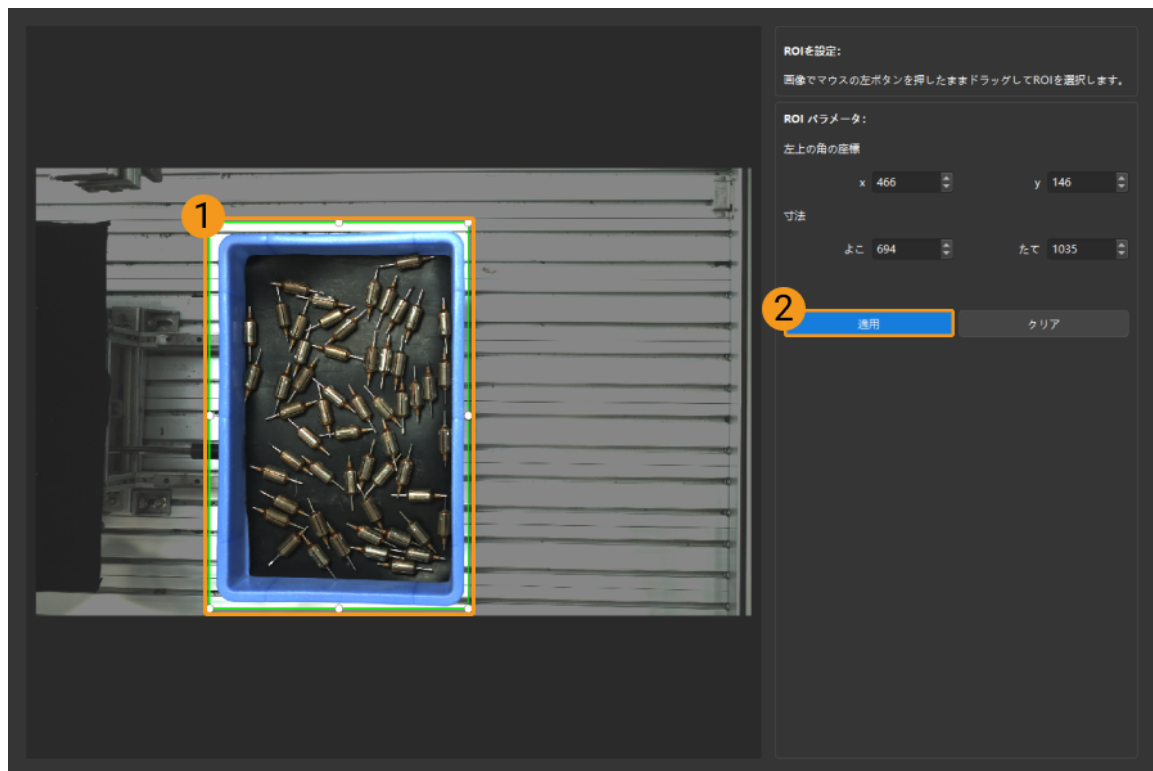 ROIを設定:
画像でマウスの左ボタンを押したままドラッグしてROIを選択します。
ROI パラメータ:
左上の角の座標
x 466 y 146
寸法
よこ 694 たて 1035
1
2
適用 クリア